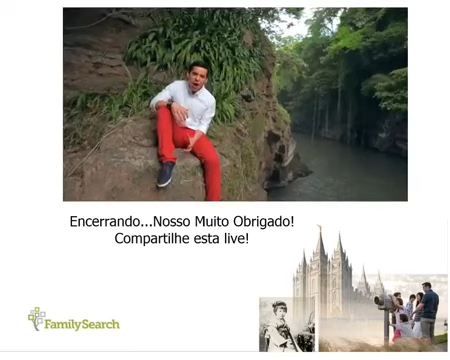 Encerrando...Nosso Muito Obrigado!
Compartilhe esta live!
FamilySearch